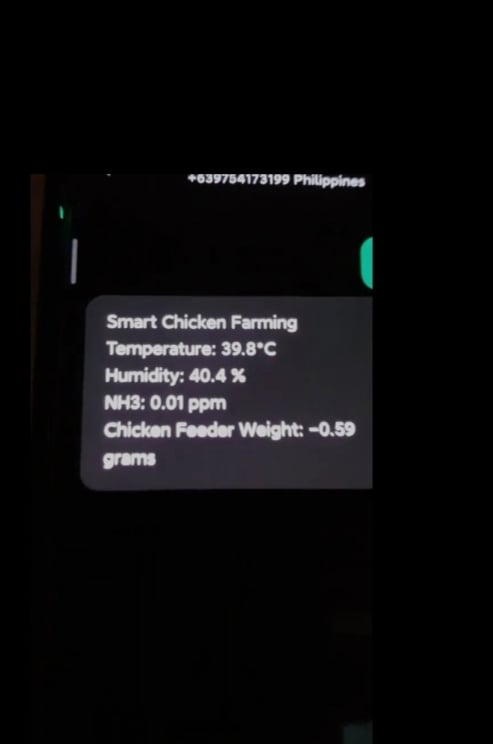 +639754173199 Philippines
Smart Chicken Farming
Temperature: 39.8°C
Humidity: 40.4 %
NH3: 0.01 ppm
Chicken Feeder Weight: -0.59
grams